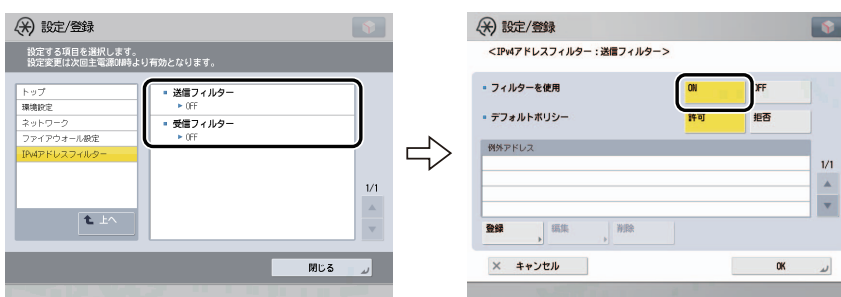 設定/登録
設定する項目を選択します。
設定変更は次回主電源ON時より有効となります。
トップ
環境設定
ネットワーク
ファイアウォール設定
IPv4アドレスフィルター
上へ
送信フィルター
OFF
受信フィルター
OFF
1/1
閉じる
設定/登録
<IPv4アドレスフィルター:送信フィルター>
フィルターを使用
ON
OFF
デフォルトポリシー
許可
拒否
例外アドレス
1/1
登録
編集
削除
キャンセル
OK